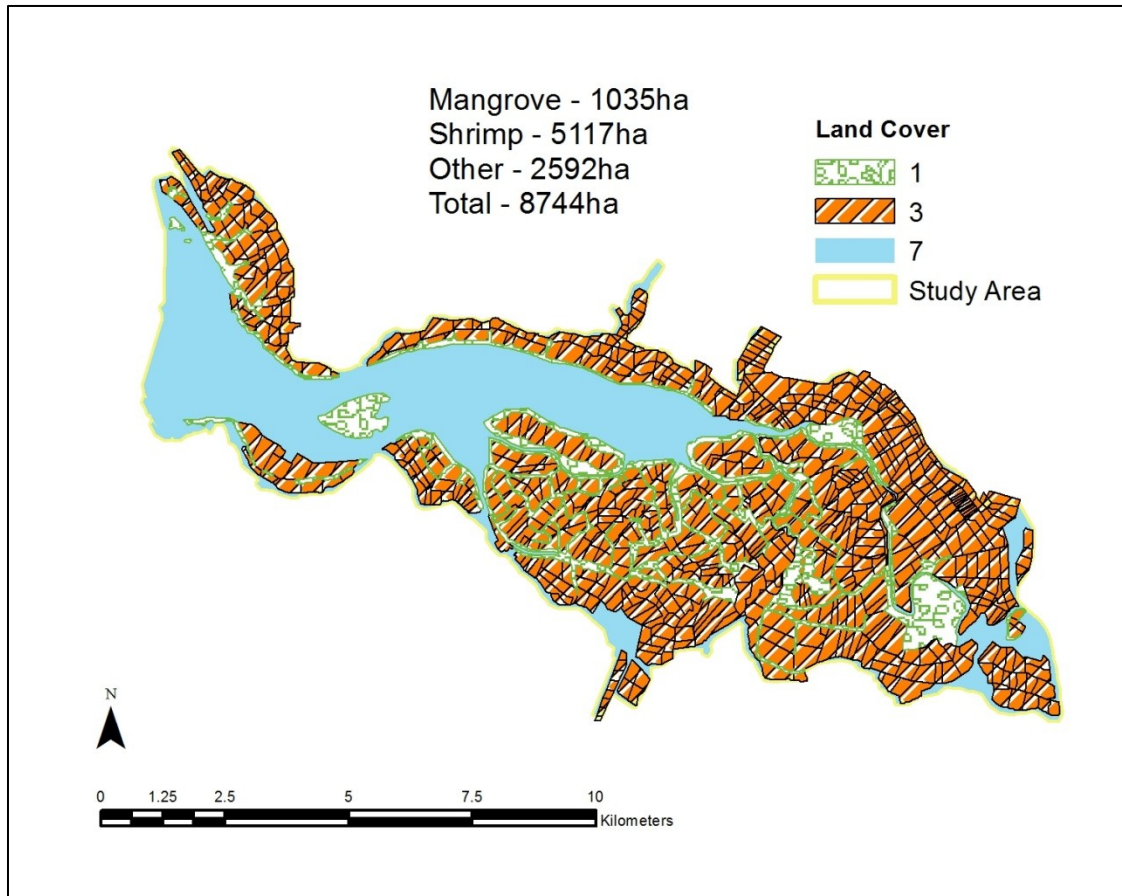 Mangrove - 1035ha
Shrimp - 5117ha
Other - 2592ha
Total - 8744ha
Land Cover
1
3
7
Study Area
N
0 1.25 2.5 5 7.5 10
Kilometers